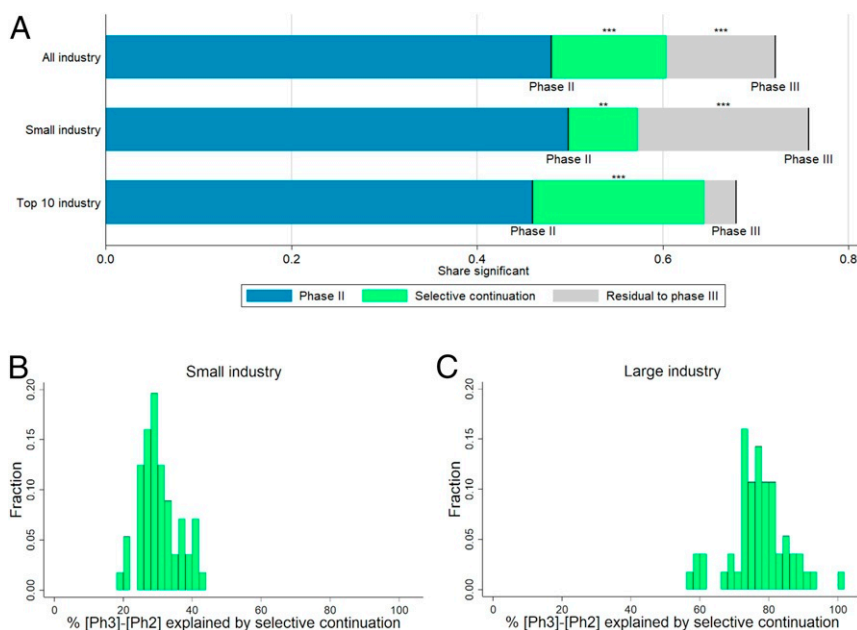 A
All industry
***
***
Phase II
Phase III
Small industry
**
***
Phase II
Phase III
Top 10 industry
***
Phase II
Phase III
0.0 0.2 0.4 0.6 0.8
Share significant
Phase II Selective continuation Residual to phase III
B
Small industry
Fraction
0.20
0.15
0.10
0.05
0.00
0 20 40 60 80 100
% [Ph3]-[Ph2] explained by selective continuation
C
Large industry
Fraction
0.20
0.15
0.10
0.05
0.00
0 20 40 60 80 100
% [Ph3]-[Ph2] explained by selective continuation